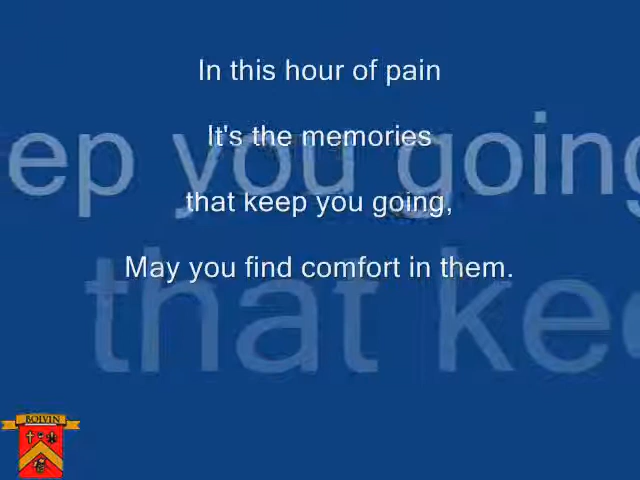 In this hour of pain
It's the memories
ep you going
that keep you going,
May you find comfort in them.
that kee
BOIVIN